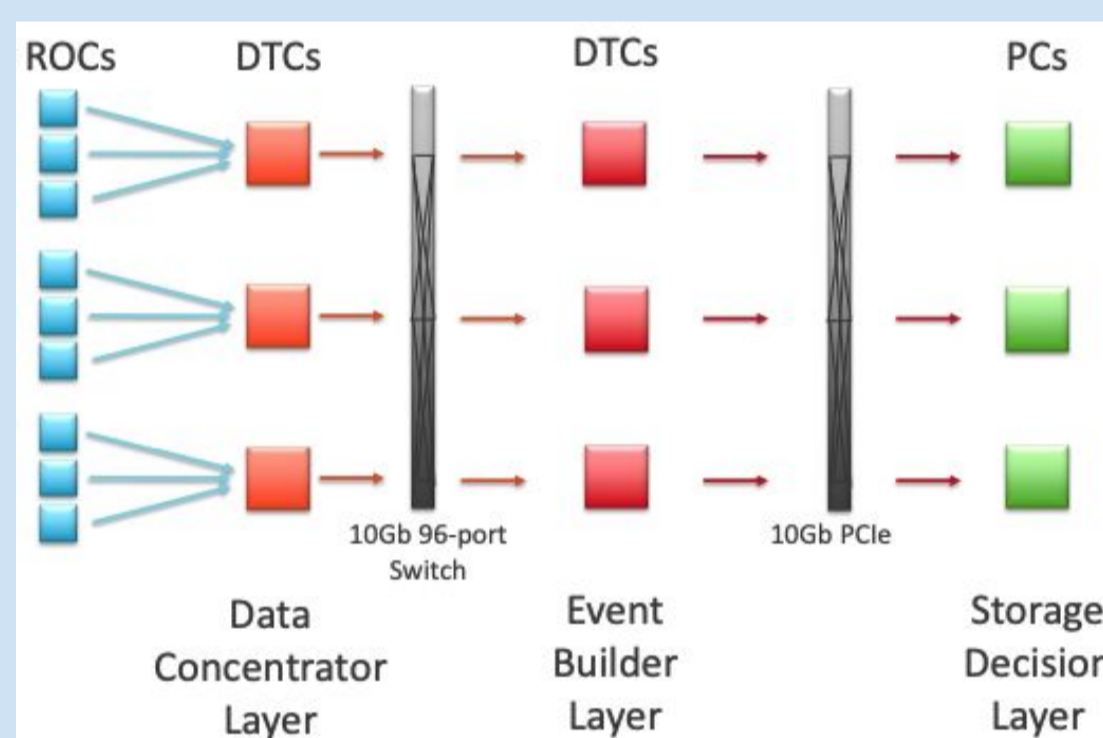 ROCs
DTCs
DTCs
PCs
10Gb 96-port
Switch
10Gb PCIe
Data
Concentrator
Layer
Event
Builder
Layer
Storage
Decision
Layer